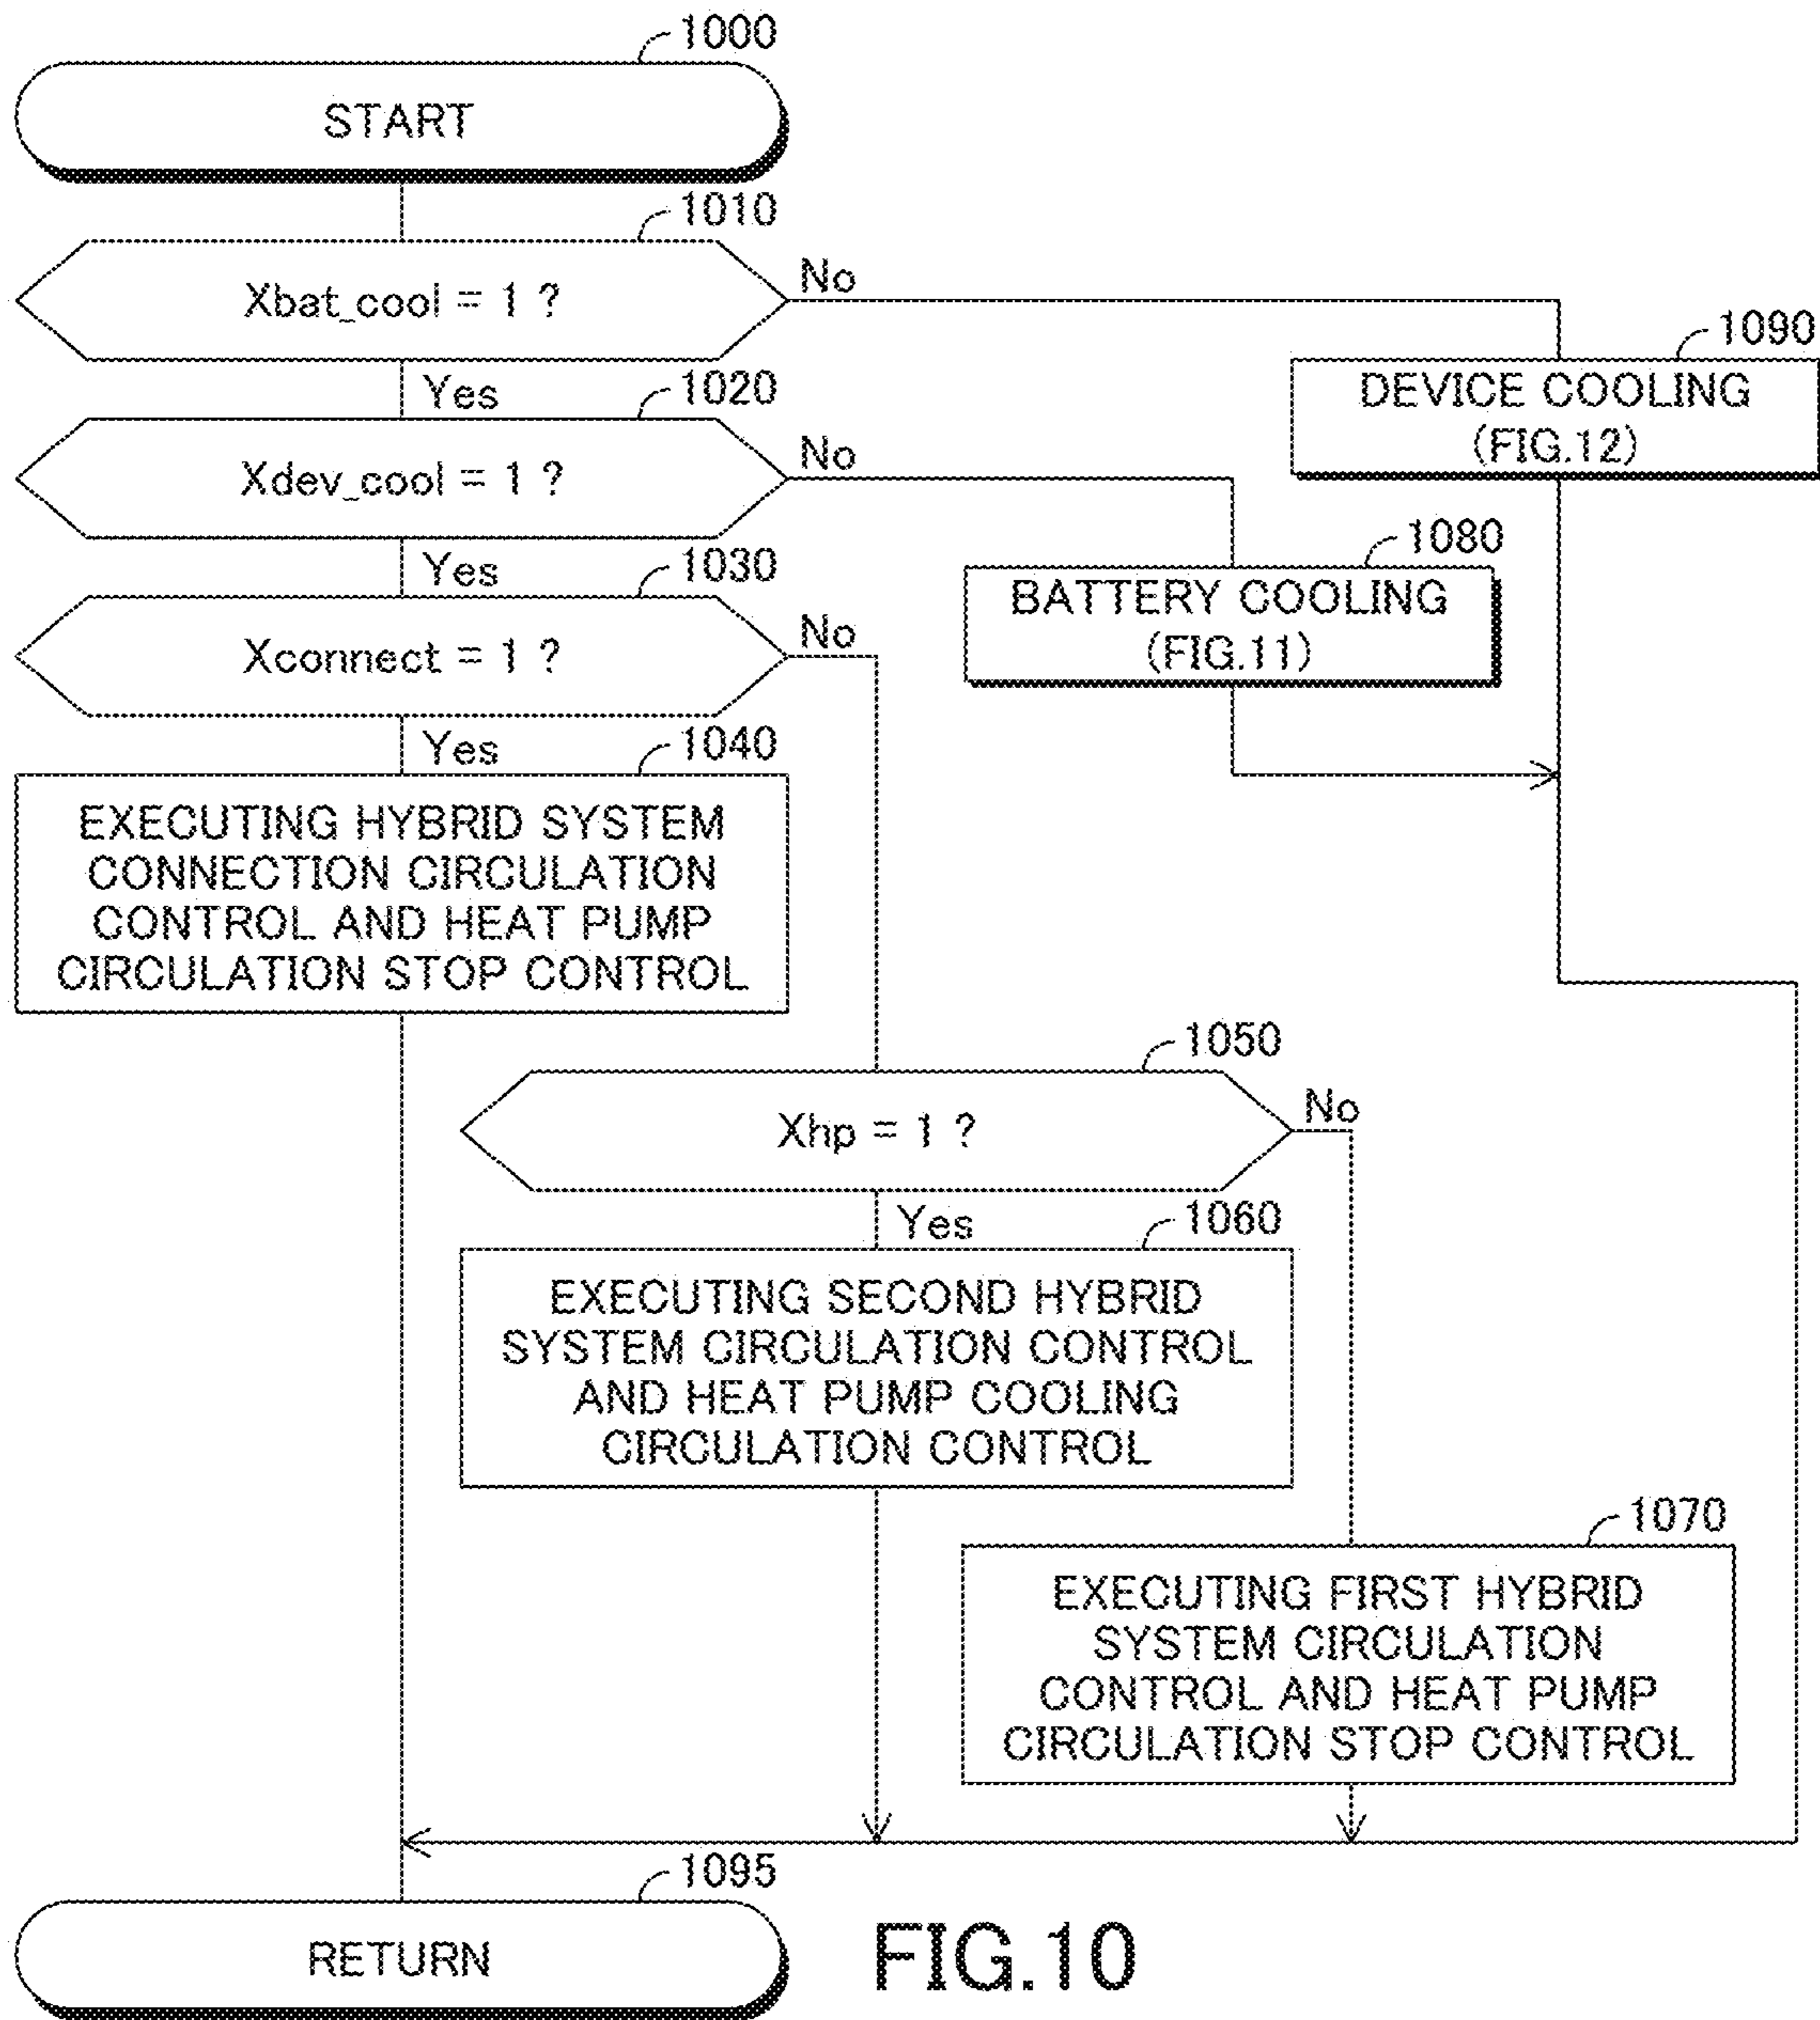 1000
START
1010
Xbat_cool = 1 ?
No
1090
DEVICE COOLING
(FIG.12)
Yes
1020
Xdev_cool = 1 ?
No
1080
BATTERY COOLING
(FIG.11)
Yes
1030
Xconnect = 1 ?
No
Yes
1040
EXECUTING HYBRID SYSTEM
CONNECTION CIRCULATION
CONTROL AND HEAT PUMP
CIRCULATION STOP CONTROL
1050
Xhp = 1 ?
No
Yes
1060
EXECUTING SECOND HYBRID
SYSTEM CIRCULATION CONTROL
AND HEAT PUMP COOLING
CIRCULATION CONTROL
1070
EXECUTING FIRST HYBRID
SYSTEM CIRCULATION
CONTROL AND HEAT PUMP
CIRCULATION STOP CONTROL
1095
RETURN
FIG.10